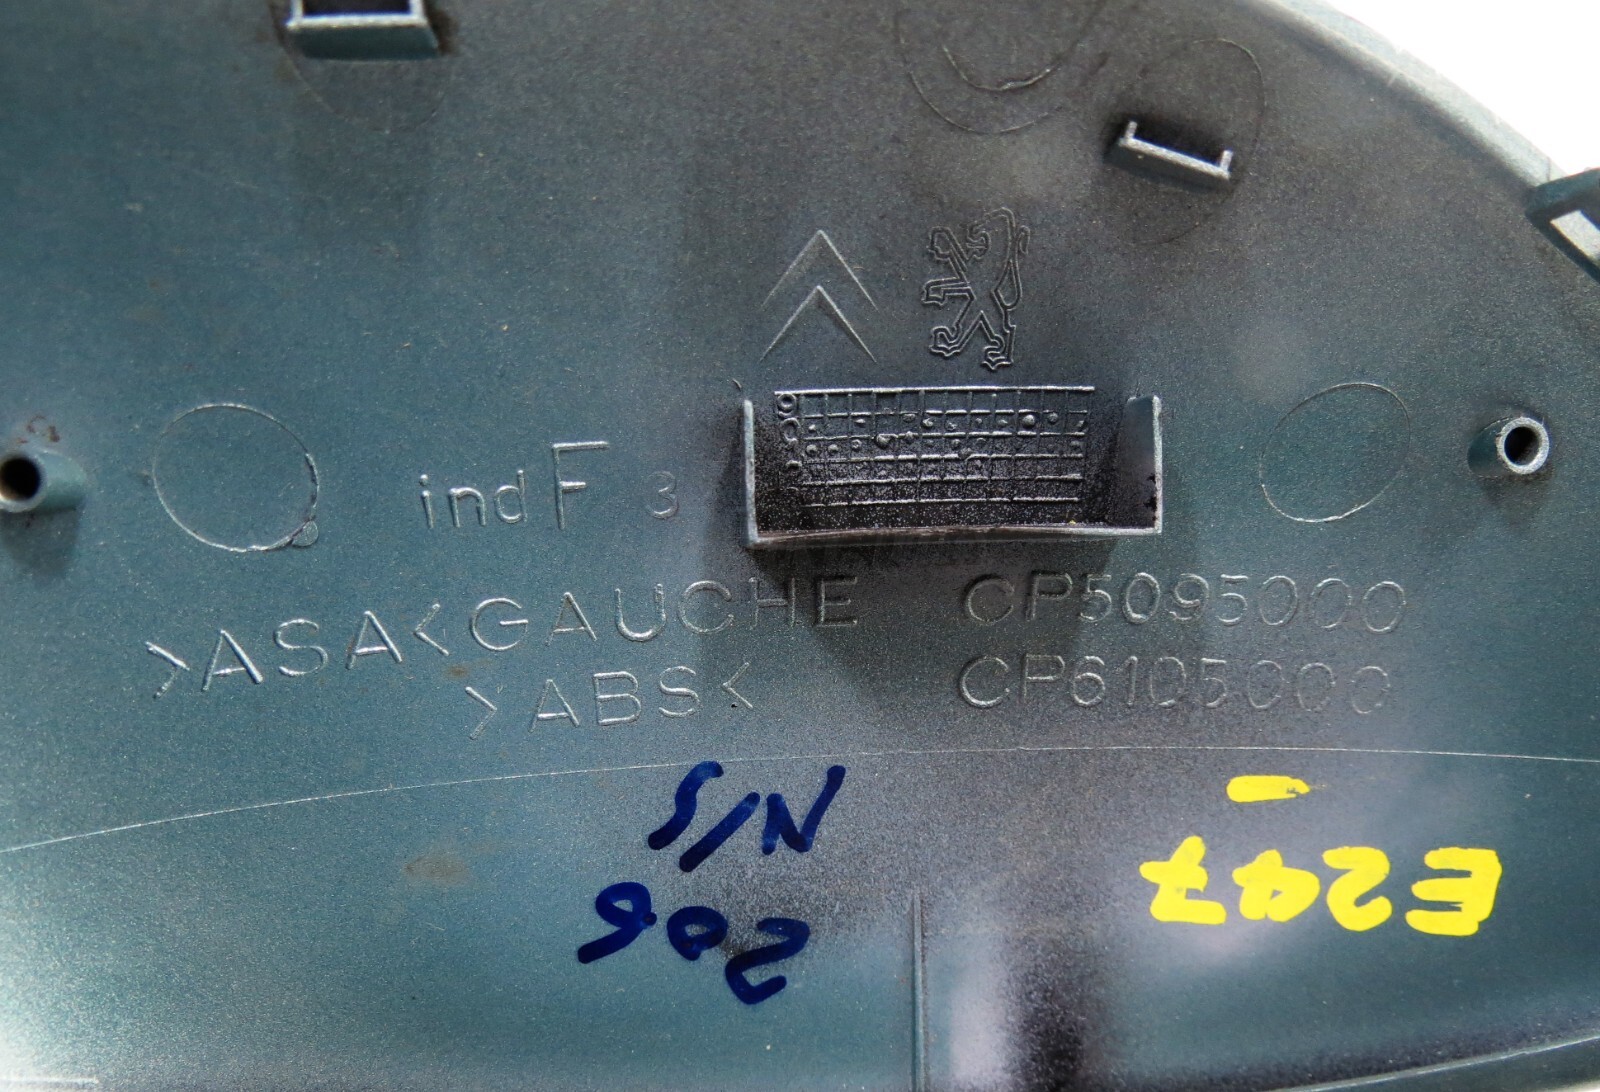 ind F 3
>ASA< GAUCHE CP5095000
>ABS< CP6105000
N/S
206
E247